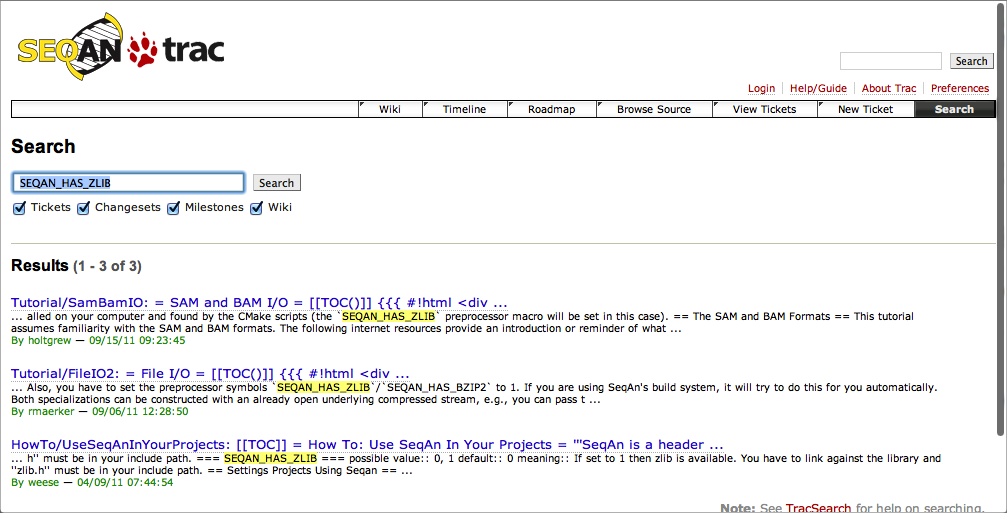 SEQAN trac
Search
Login Help/Guide About Trac Preferences
Wiki Timeline Roadmap Browse Source View Tickets New Ticket Search
Search
SEQAN_HAS_ZLIB Search
Tickets Changesets Milestones Wiki
Results (1 - 3 of 3)
Tutorial/SamBamIO: = SAM and BAM I/O = [[TOC()]] {{{ #!html <div ...
... alled on your computer and found by the CMake scripts (the `SEQAN_HAS_ZLIB` preprocessor macro will be set in this case). == The SAM and BAM Formats == This tutorial
assumes familiarity with the SAM and BAM formats. The following internet resources provide an introduction or reminder of what ...
By holtgrew — 09/15/11 09:23:45
Tutorial/FileIO2: = File I/O = [[TOC()]] {{{ #!html <div ...
... Also, you have to set the preprocessor symbols `SEQAN_HAS_ZLIB`/`SEQAN_HAS_BZIP2` to 1. If you are using SeqAn's build system, it will try to do this for you automatically.
Both specializations can be constructed with an already open underlying compressed stream, e.g., you can pass t ...
By rmaerker — 09/06/11 12:28:50
HowTo/UseSeqAnInYourProjects: [[TOC]] = How To: Use SeqAn In Your Projects = '''SeqAn is a header ...
... h'' must be in your include path. === SEQAN_HAS_ZLIB === possible value:: 0, 1 default:: 0 meaning:: If set to 1 then zlib is available. You have to link against the library and
''zlib.h'' must be in your include path. == Settings Projects Using Seqan == ...
By weese — 04/09/11 07:44:54
Note: See TracSearch for help on searching.